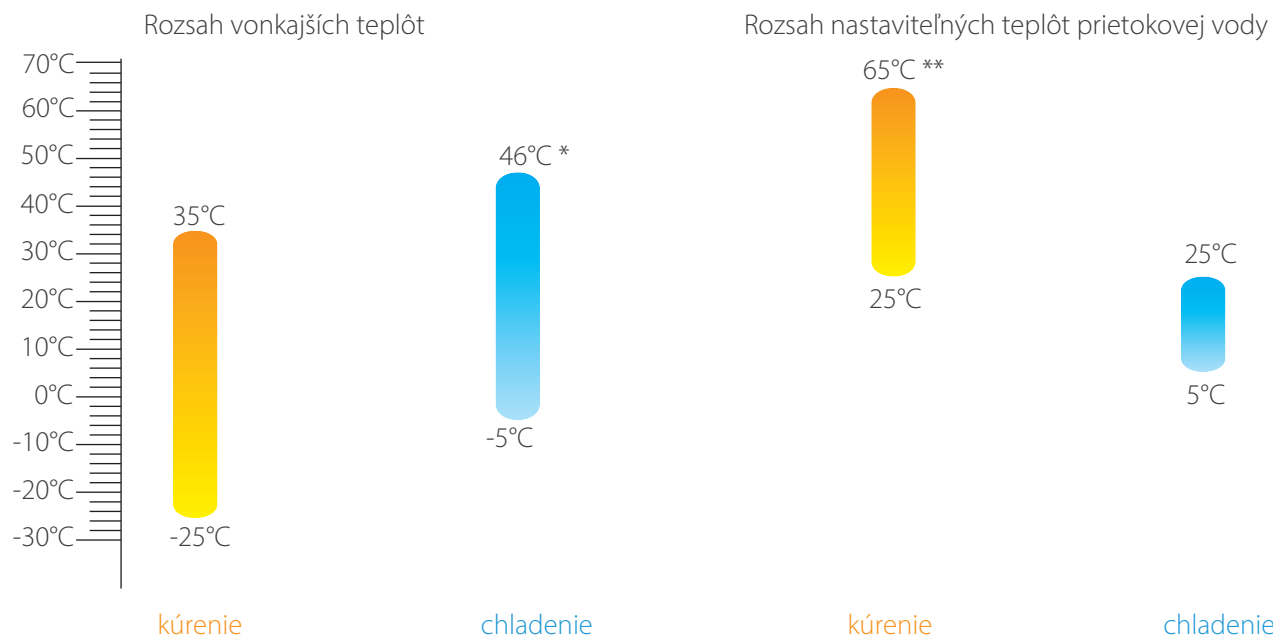 Rozsah vonkajších teplôt
70°C
60°C
50°C
40°C
30°C
20°C
10°C
0°C
-10°C
-20°C
-30°C
35°C
-25°C
kúrenie
46°C *
-5°C
chladenie
Rozsah nastaviteľných teplôt prietokovej vody
65°C **
25°C
kúrenie
25°C
5°C
chladenie